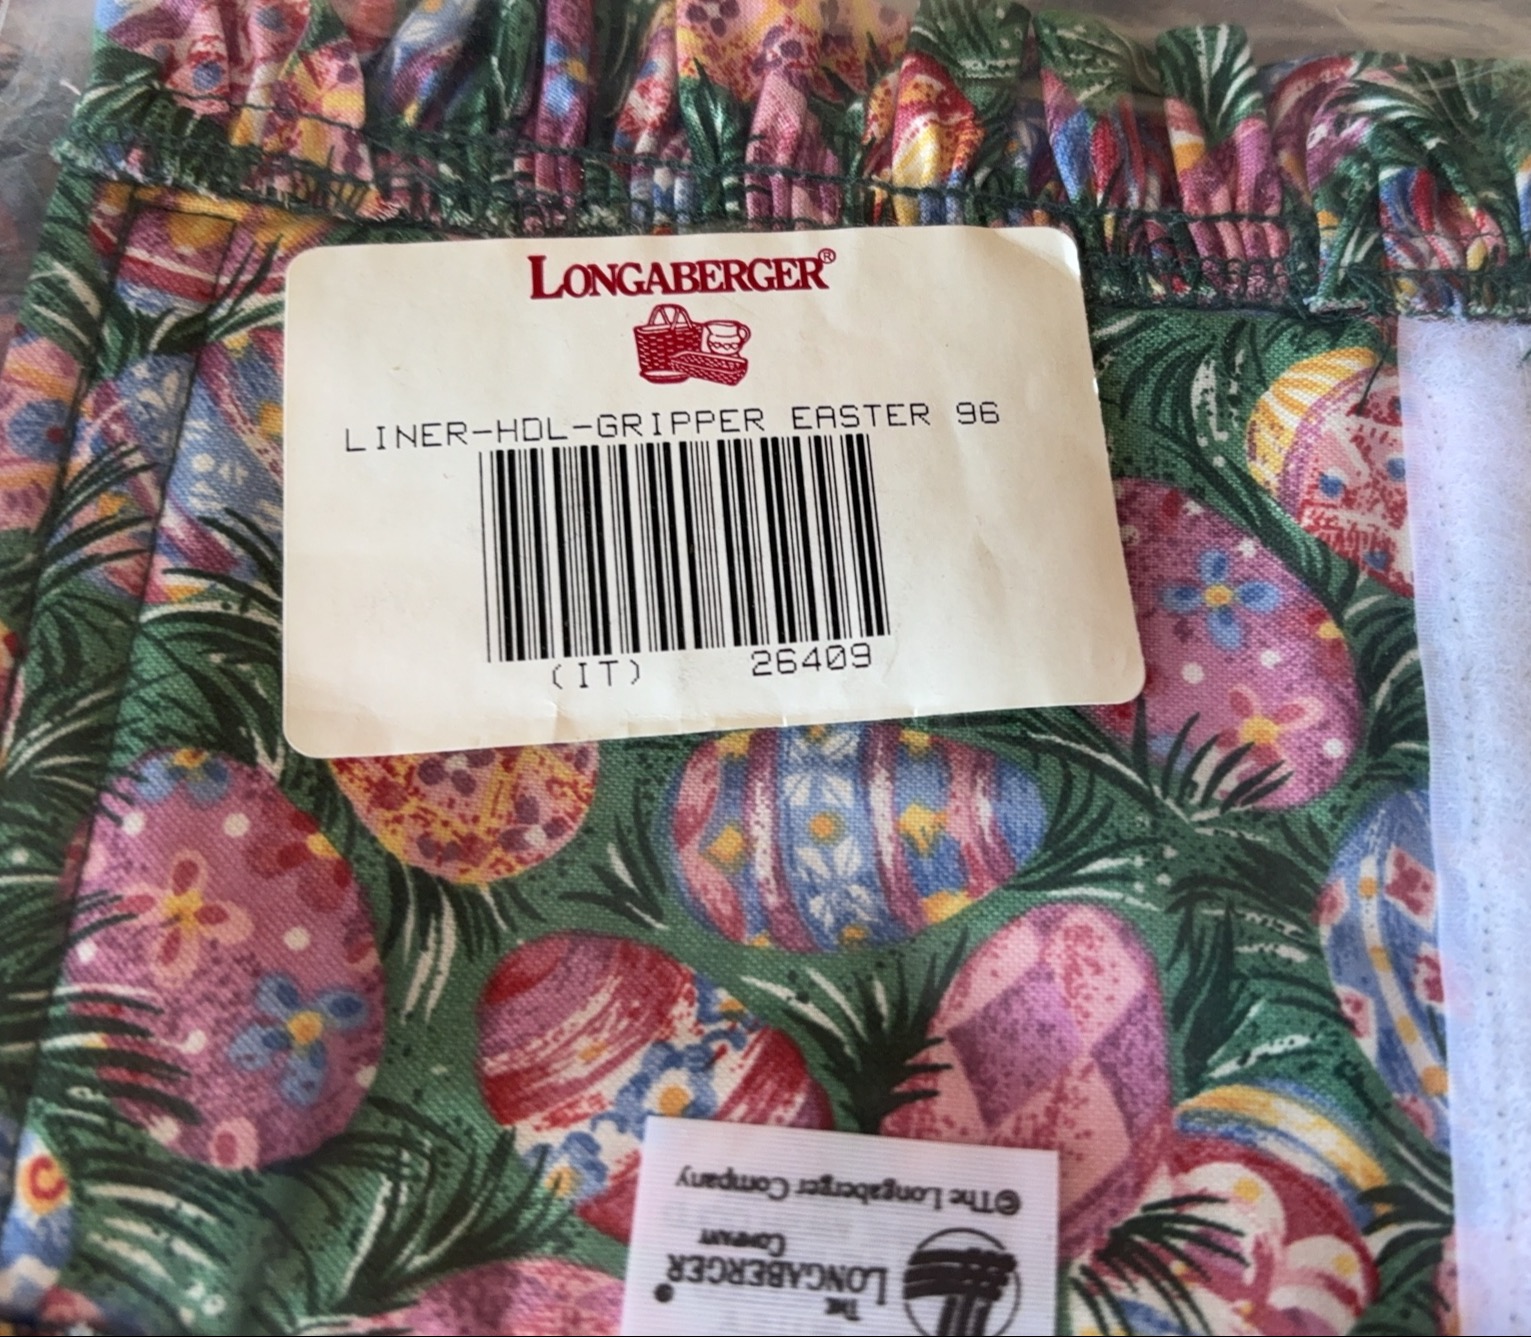 LONGABERGER®
LINER-HDL-GRIPPER EASTER 96
(IT) 26409
©The Longaberger Company
THE
LONGABERGER
COMPANY